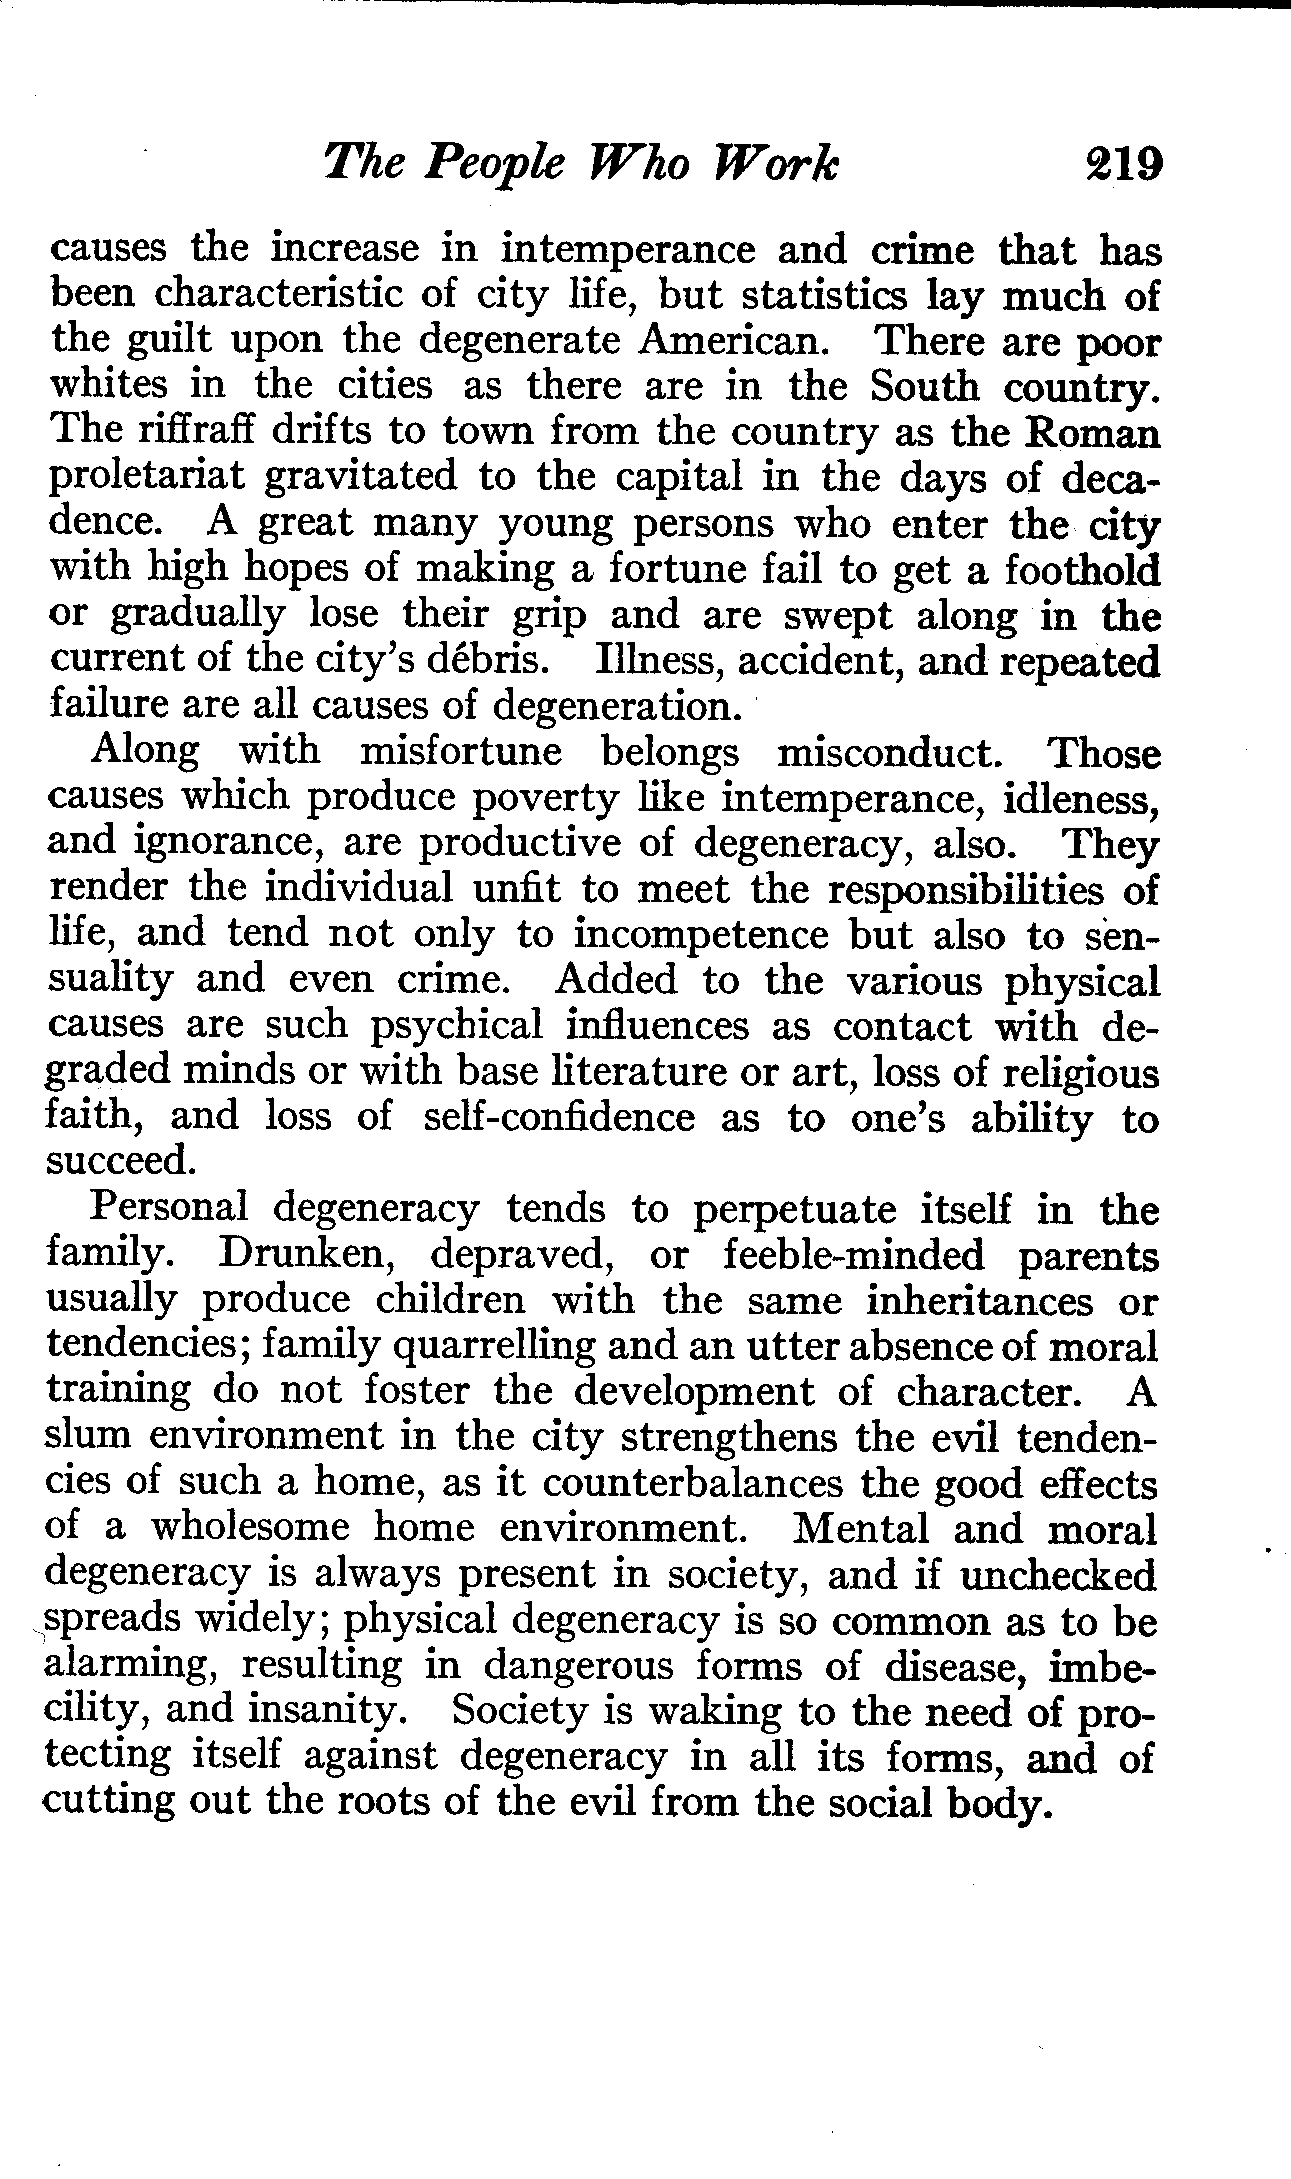 The People Who Work 219
causes the increase in intemperance and crime that has
been characteristic of city life, but statistics lay much of
the guilt upon the degenerate American. There are poor
whites in the cities as there are in the South country.
The riffraff drifts to town from the country as the Roman
proletariat gravitated to the capital in the days of deca-
dence. A great many young persons who enter the city
with high hopes of making a fortune fail to get a foothold
or gradually lose their grip and are swept along in the
current of the city's débris. Illness, accident, and repeated
failure are all causes of degeneration.
Along with misfortune belongs misconduct. Those
causes which produce poverty like intemperance, idleness,
and ignorance, are productive of degeneracy, also. They
render the individual unfit to meet the responsibilities of
life, and tend not only to incompetence but also to sen-
suality and even crime. Added to the various physical
causes are such psychical influences as contact with de-
graded minds or with base literature or art, loss of religious
faith, and loss of self-confidence as to one's ability to
succeed.
Personal degeneracy tends to perpetuate itself in the
family. Drunken, depraved, or feeble-minded parents
usually produce children with the same inheritances or
tendencies; family quarrelling and an utter absence of moral
training do not foster the development of character. A
slum environment in the city strengthens the evil tenden-
cies of such a home, as it counterbalances the good effects
of a wholesome home environment. Mental and moral
degeneracy is always present in society, and if unchecked
spreads widely; physical degeneracy is so common as to be
alarming, resulting in dangerous forms of disease, imbe-
cility, and insanity. Society is waking to the need of pro-
tecting itself against degeneracy in all its forms, and of
cutting out the roots of the evil from the social body.